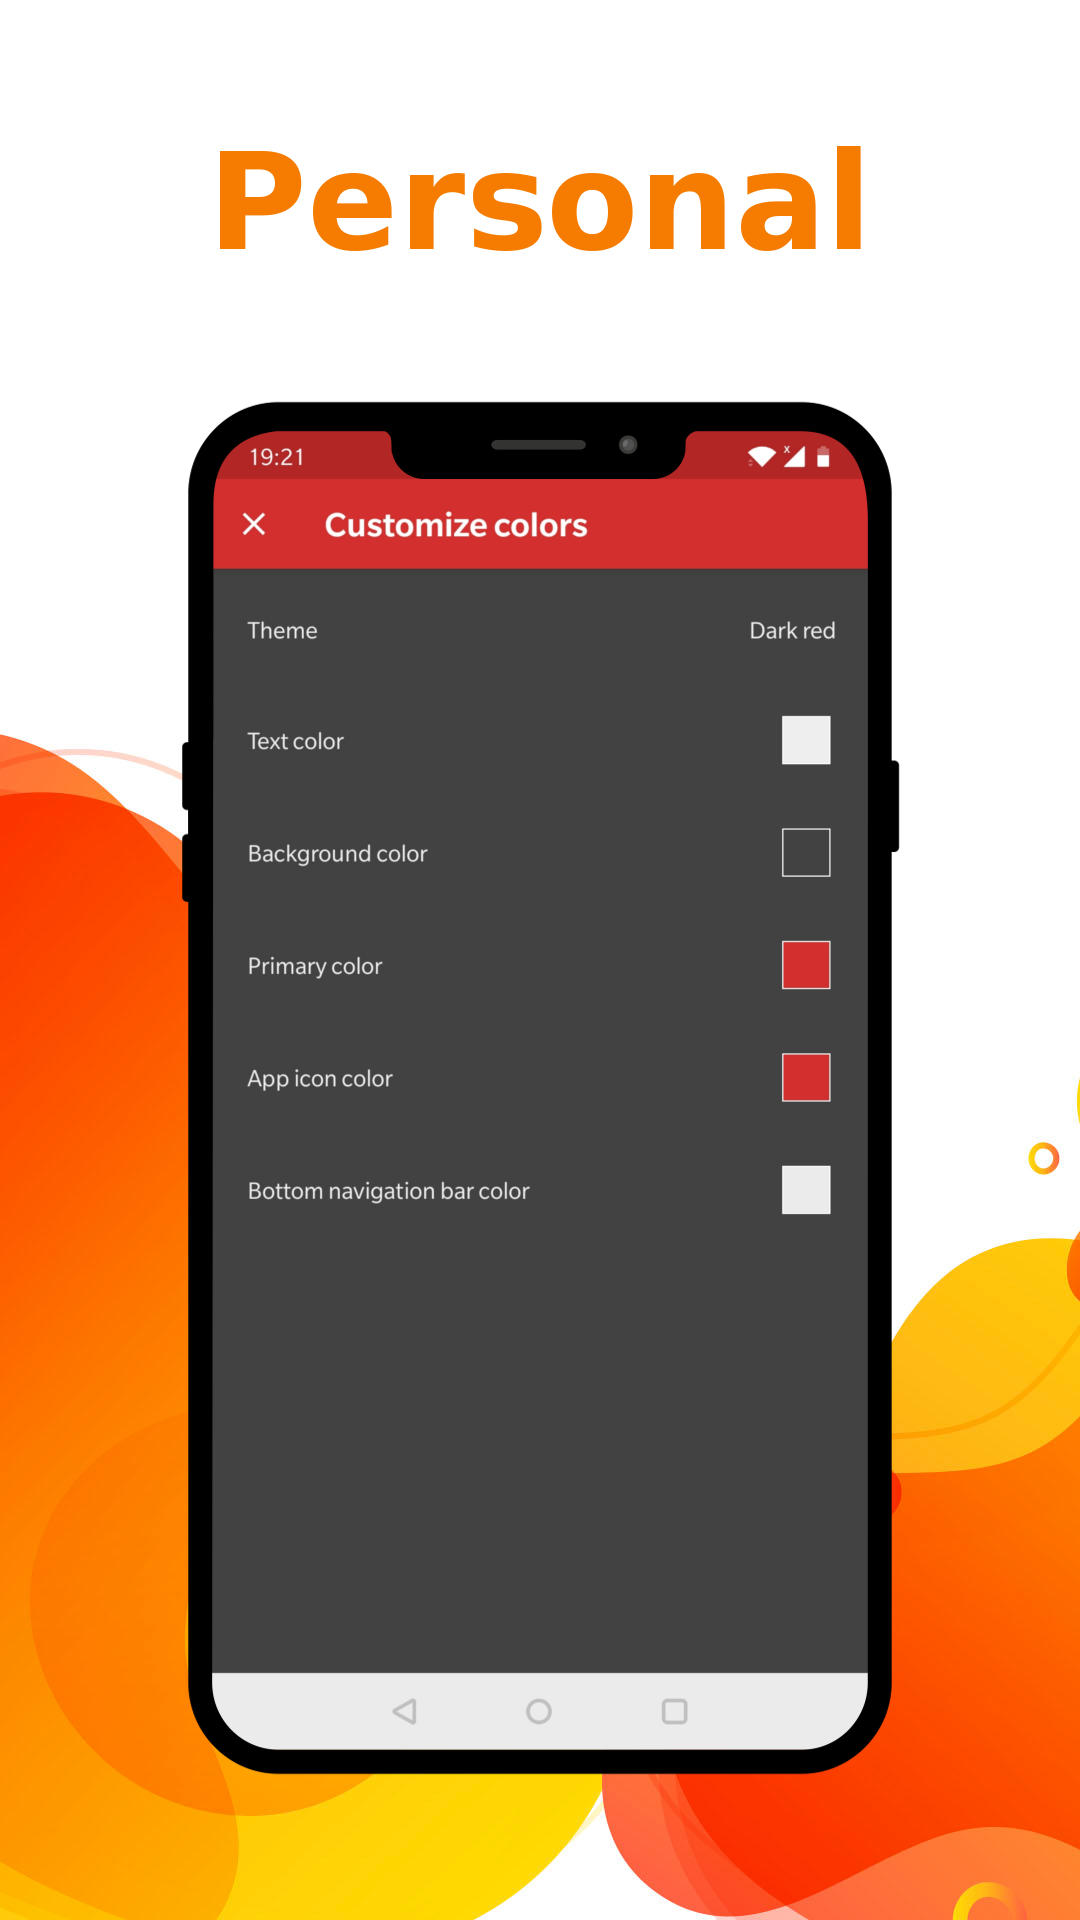 Personal
19:21
x
Customize colors
Theme
Dark red
Text color
Background color
Primary color
App icon color
Bottom navigation bar color